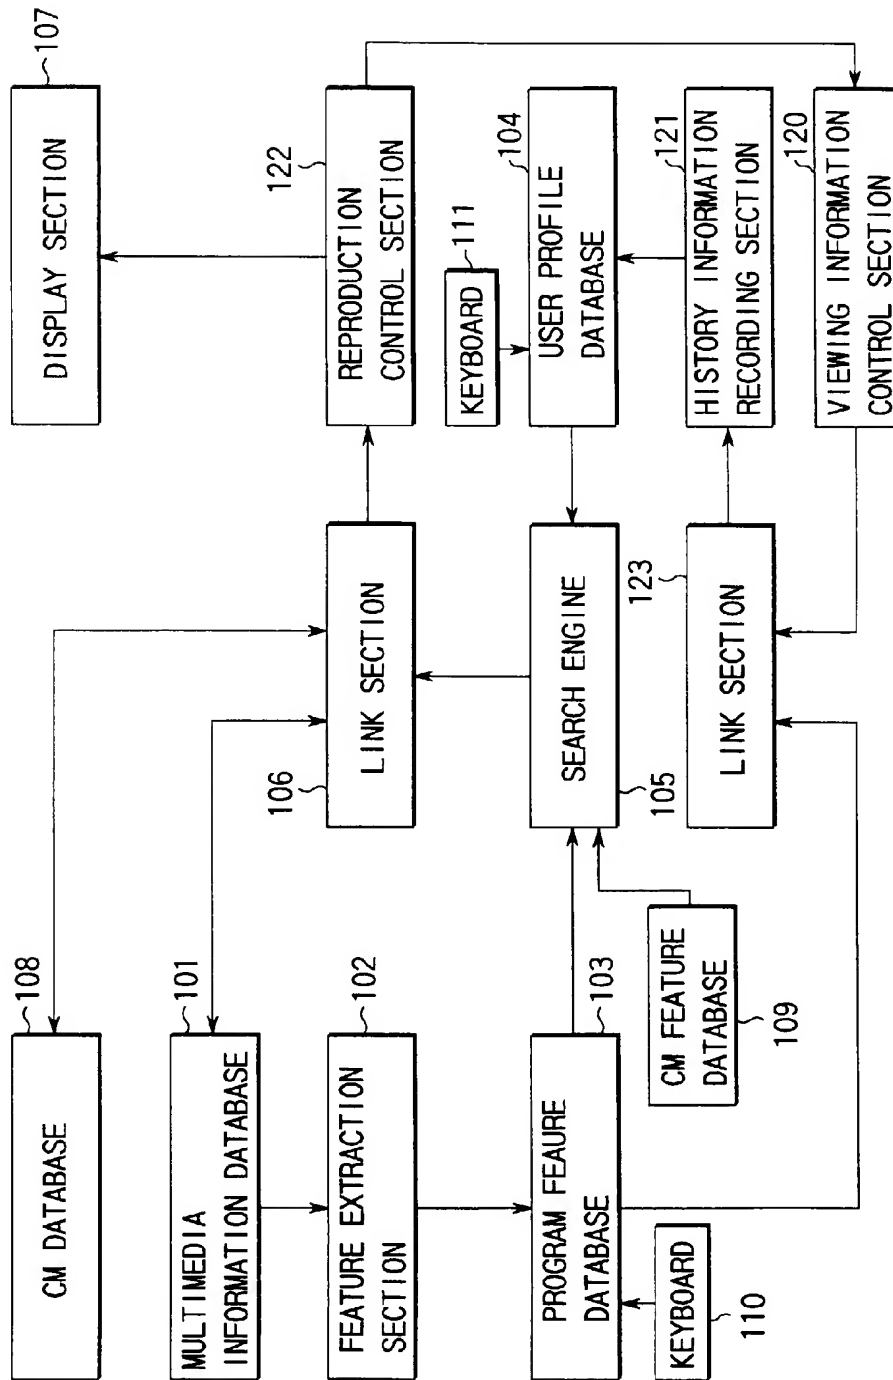 CM DATABASE
108
MULTIMEDIA
INFORMATION DATABASE
101
FEATURE EXTRACTION
SECTION
102
PROGRAM FEAURE
DATABASE
103
KEYBOARD
110
CM FEATURE
DATABASE
109
LINK SECTION
106
SEARCH ENGINE
105
LINK SECTION
123
DISPLAY SECTION
107
REPRODUCTION
CONTROL SECTION
122
KEYBOARD
111
USER PROFILE
DATABASE
104
HISTORY INFORMATION
RECORDING SECTION
121
VIEWING INFORMATION
CONTROL SECTION
120